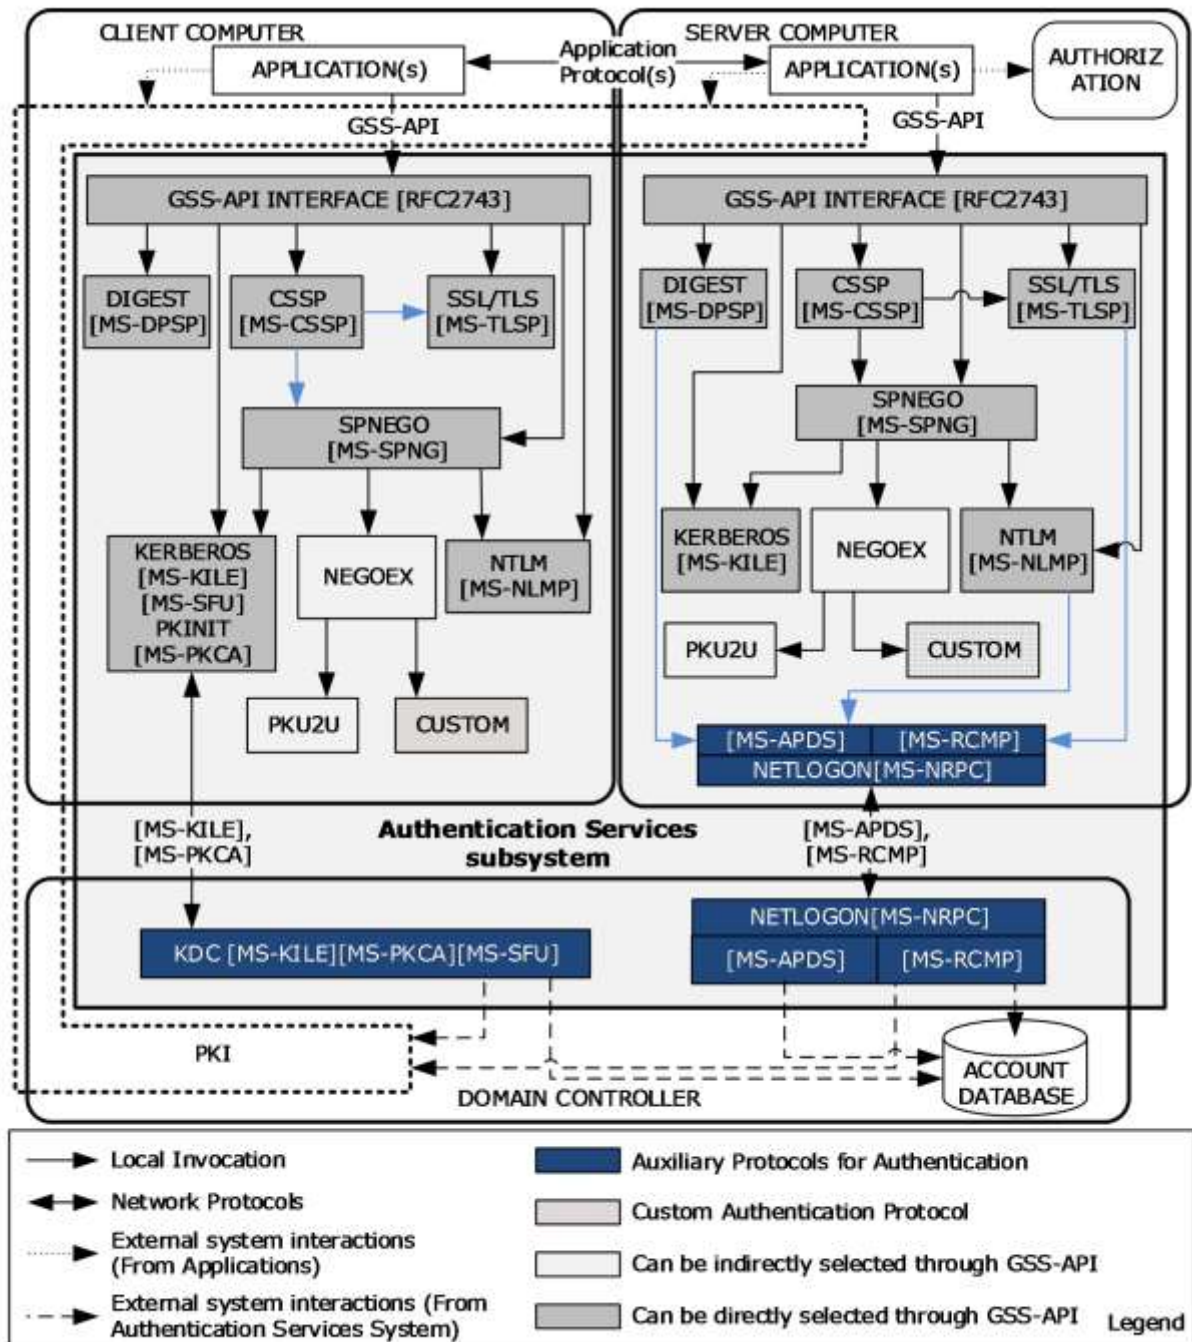 CLIENT COMPUTER
APPLICATION(s)
Application
Protocol(s)
SERVER COMPUTER
APPLICATION(s)
AUTHORIZ
ATION
GSS-API
GSS-API
GSS-API INTERFACE [RFC2743]
DIGEST
[MS-DPSP]
CSSP
[MS-CSSP]
SSL/TLS
[MS-TLSP]
SPNEGO
[MS-SPNG]
KERBEROS
[MS-KILE]
[MS-SFU]
PKINIT
[MS-PKCA]
NEGOEX
NTLM
[MS-NLMP]
PKU2U
CUSTOM
GSS-API INTERFACE [RFC2743]
DIGEST
[MS-DPSP]
CSSP
[MS-CSSP]
SSL/TLS
[MS-TLSP]
SPNEGO
[MS-SPNG]
KERBEROS
[MS-KILE]
NEGOEX
NTLM
[MS-NLMP]
PKU2U
CUSTOM
[MS-APDS]
[MS-RCMP]
NETLOGON[MS-NRPC]
[MS-KILE],
[MS-PKCA]
Authentication Services
subsystem
[MS-APDS],
[MS-RCMP]
KDC [MS-KILE][MS-PKCA][MS-SFU]
NETLOGON[MS-NRPC]
[MS-APDS]
[MS-RCMP]
PKI
DOMAIN CONTROLLER
ACCOUNT
DATABASE
Local Invocation
Network Protocols
External system interactions
(From Applications)
External system interactions (From
Authentication Services System)
Auxiliary Protocols for Authentication
Custom Authentication Protocol
Can be indirectly selected through GSS-API
Can be directly selected through GSS-API
Legend